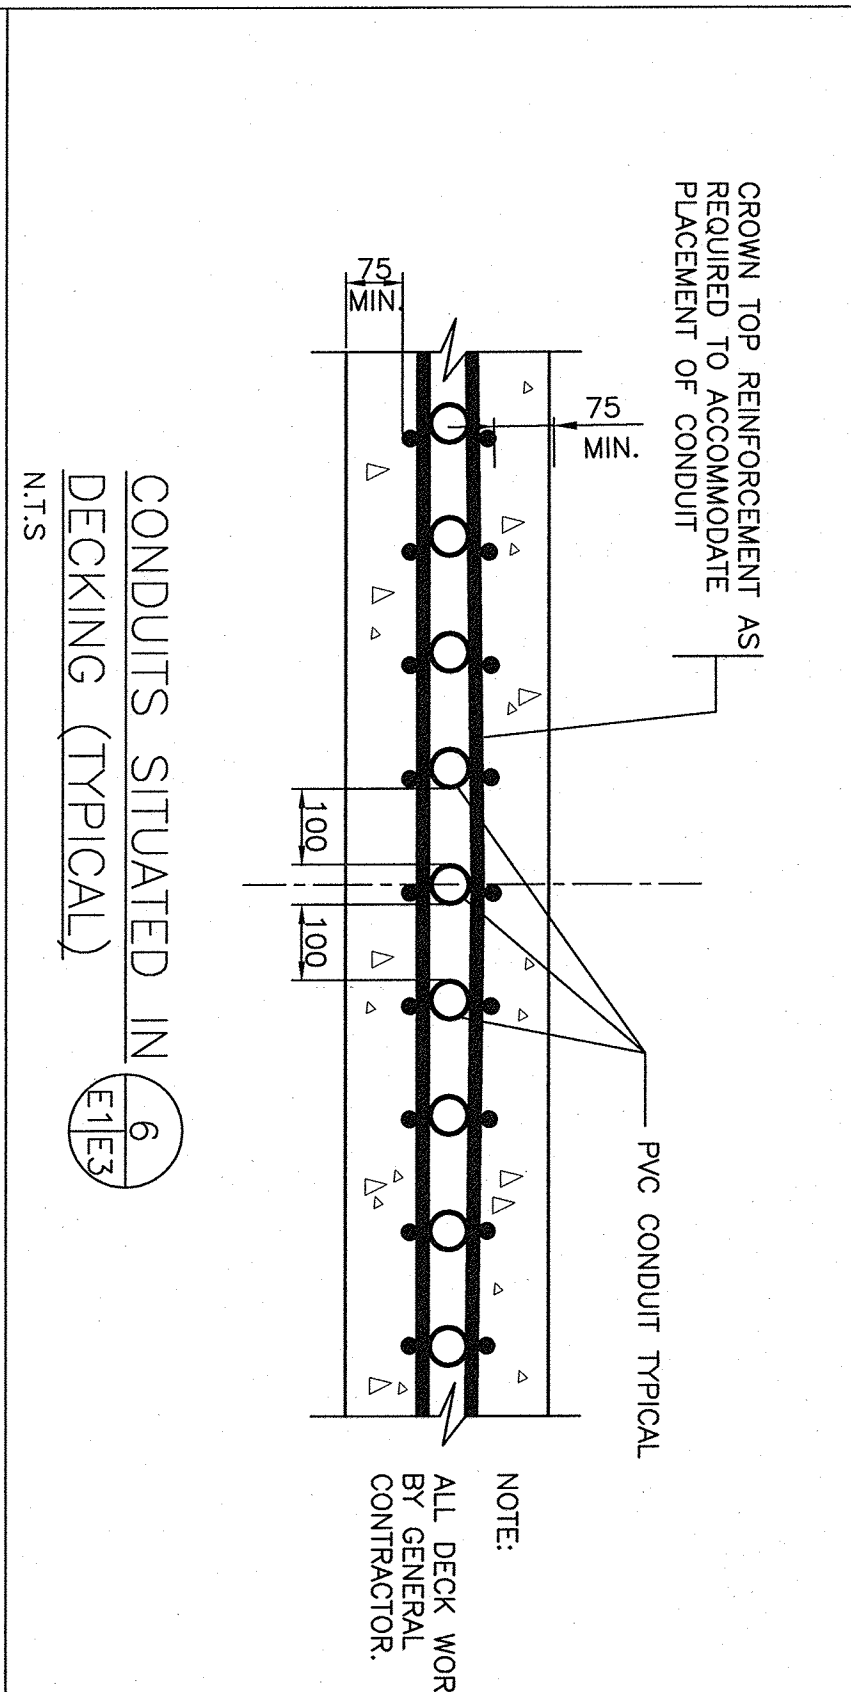 CROWN TOP REINFORCEMENT AS
REQUIRED TO ACCOMMODATE
PLACEMENT OF CONDUIT
75
MIN.
75
MIN.
PVC CONDUIT TYPICAL
100
100
NOTE:
ALL DECK WOR
BY GENERAL
CONTRACTOR.
CONDUITS SITUATED IN
DECKING (TYPICAL)
N.T.S
6
E1 E3